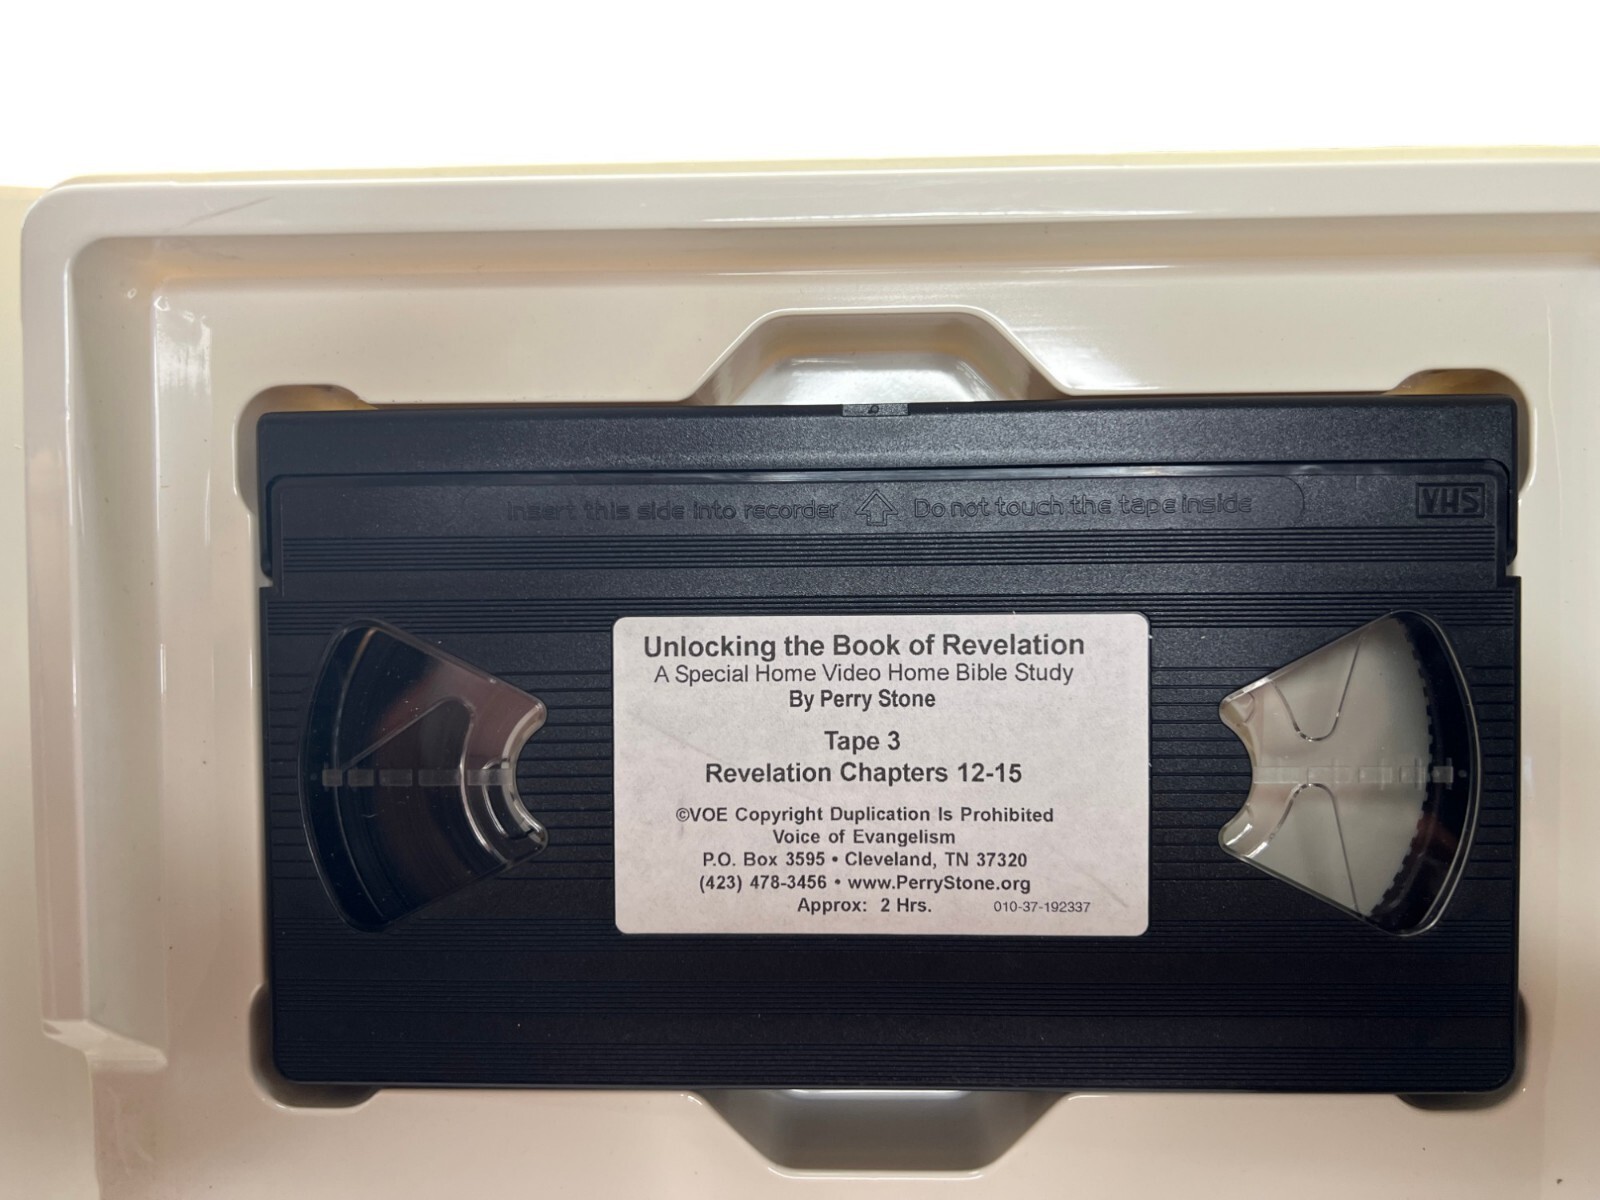 Insert this side into recorder Do not touch the tape inside
VHS
Unlocking the Book of Revelation
A Special Home Video Home Bible Study
By Perry Stone
Tape 3
Revelation Chapters 12-15
©VOE Copyright Duplication Is Prohibited
Voice of Evangelism
P.O. Box 3595 • Cleveland, TN 37320
(423) 478-3456 • www.PerryStone.org
Approx: 2 Hrs. 010-37-192337